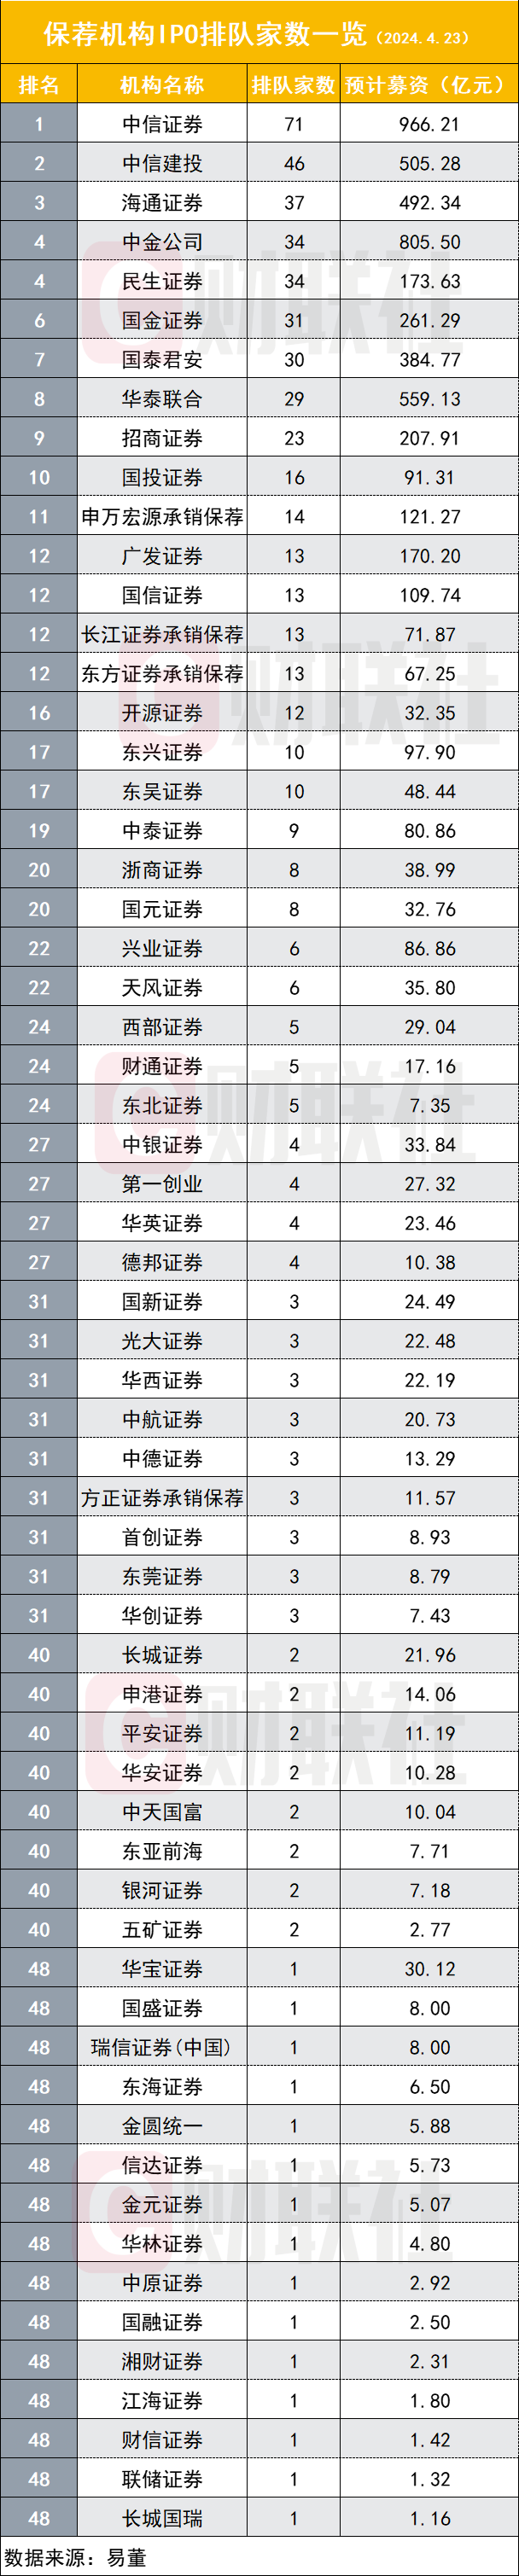 保荐机构IPO排队家数一览（2024.4.23）
排名 机构名称 排队家数 预计募资（亿元）
1 中信证券 71 966.21
2 中信建投 46 505.28
3 海通证券 37 492.34
4 中金公司 34 805.50
4 民生证券 34 173.63
6 国金证券 31 261.29
7 国泰君安 30 384.77
8 华泰联合 29 559.13
9 招商证券 23 207.91
10 国投证券 16 91.31
11 申万宏源承销保荐 14 121.27
12 广发证券 13 170.20
12 国信证券 13 109.74
12 长江证券承销保荐 13 71.87
12 东方证券承销保荐 13 67.25
16 开源证券 12 32.35
17 东兴证券 10 97.90
17 东吴证券 10 48.44
19 中泰证券 9 80.86
20 浙商证券 8 38.99
20 国元证券 8 32.76
22 兴业证券 6 86.86
22 天风证券 6 35.80
24 西部证券 5 29.04
24 财通证券 5 17.16
24 东北证券 5 7.35
27 中银证券 4 33.84
27 第一创业 4 27.32
27 华英证券 4 23.46
27 德邦证券 4 10.38
31 国新证券 3 24.49
31 光大证券 3 22.48
31 华西证券 3 22.19
31 中航证券 3 20.73
31 中德证券 3 13.29
31 方正证券承销保荐 3 11.57
31 首创证券 3 8.93
31 东莞证券 3 8.79
31 华创证券 3 7.43
40 长城证券 2 21.96
40 申港证券 2 14.06
40 平安证券 2 11.19
40 华安证券 2 10.28
40 中天国富 2 10.04
40 东亚前海 2 7.71
40 银河证券 2 7.18
40 五矿证券 2 2.77
48 华宝证券 1 30.12
48 国盛证券 1 8.00
48 瑞信证券(中国) 1 8.00
48 东海证券 1 6.50
48 金圆统一 1 5.88
48 信达证券 1 5.73
48 金元证券 1 5.07
48 华林证券 1 4.80
48 中原证券 1 2.92
48 国融证券 1 2.50
48 湘财证券 1 2.31
48 江海证券 1 1.80
48 财信证券 1 1.42
48 联储证券 1 1.32
48 长城国瑞 1 1.16
数据来源：易董
财联社
财联社
财联社
财联社
财联社